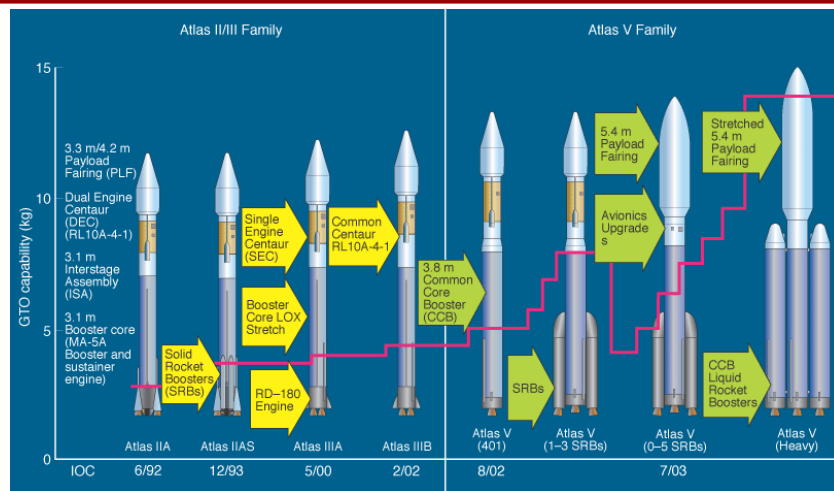 Atlas II/III Family
Atlas V Family
15
10
5
0
GTO capability (kg)
3.3 m/4.2 m
Payload
Fairing (PLF)
Dual Engine
Centaur
(DEC)
(RL10A-4-1)
3.1 m
Interstage
Assembly
(ISA)
3.1 m
Booster core
(MA-5A
Booster and
sustainer
engine)
Solid
Rocket
Boosters
(SRBs)
Single
Engine
Centaur
(SEC)
Booster
Core LOX
Stretch
RD–180
Engine
Common
Centaur
RL10A-4-1
3.8 m
Common
Core
Booster
(CCB)
SRBs
5.4 m
Payload
Fairing
Avionics
Upgrade
s
Stretched
5.4 m
Payload
Fairing
CCB
Liquid
Rocket
Boosters
Atlas IIA
Atlas IIAS
Atlas IIIA
Atlas IIIB
Atlas V
(401)
Atlas V
(1–3 SRBs)
Atlas V
(0–5 SRBs)
Atlas V
(Heavy)
IOC
6/92
12/93
5/00
2/02
8/02
7/03